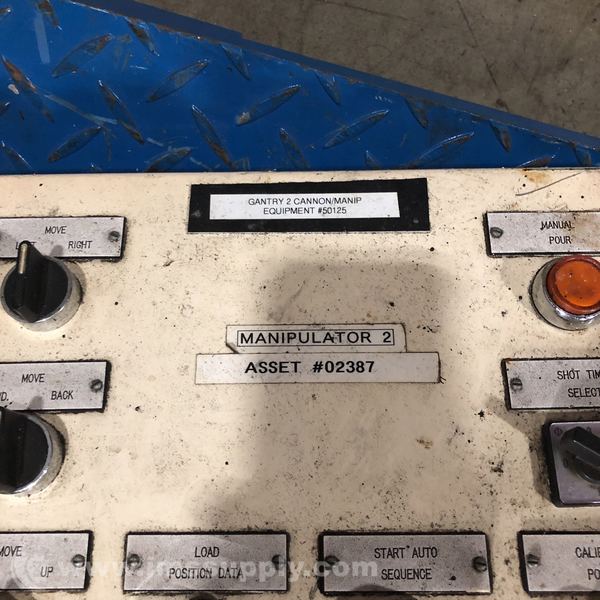 GANTRY 2 CANNON/MANIP
EQUIPMENT #50125
MOVE
LEFT RIGHT
MANUAL
POUR
MANIPULATOR 2
ASSET #02387
MOVE
BACK
SHOT
SELECT
MOVE
UP
LOAD
POSITION DATA
START AUTO
SEQUENCE